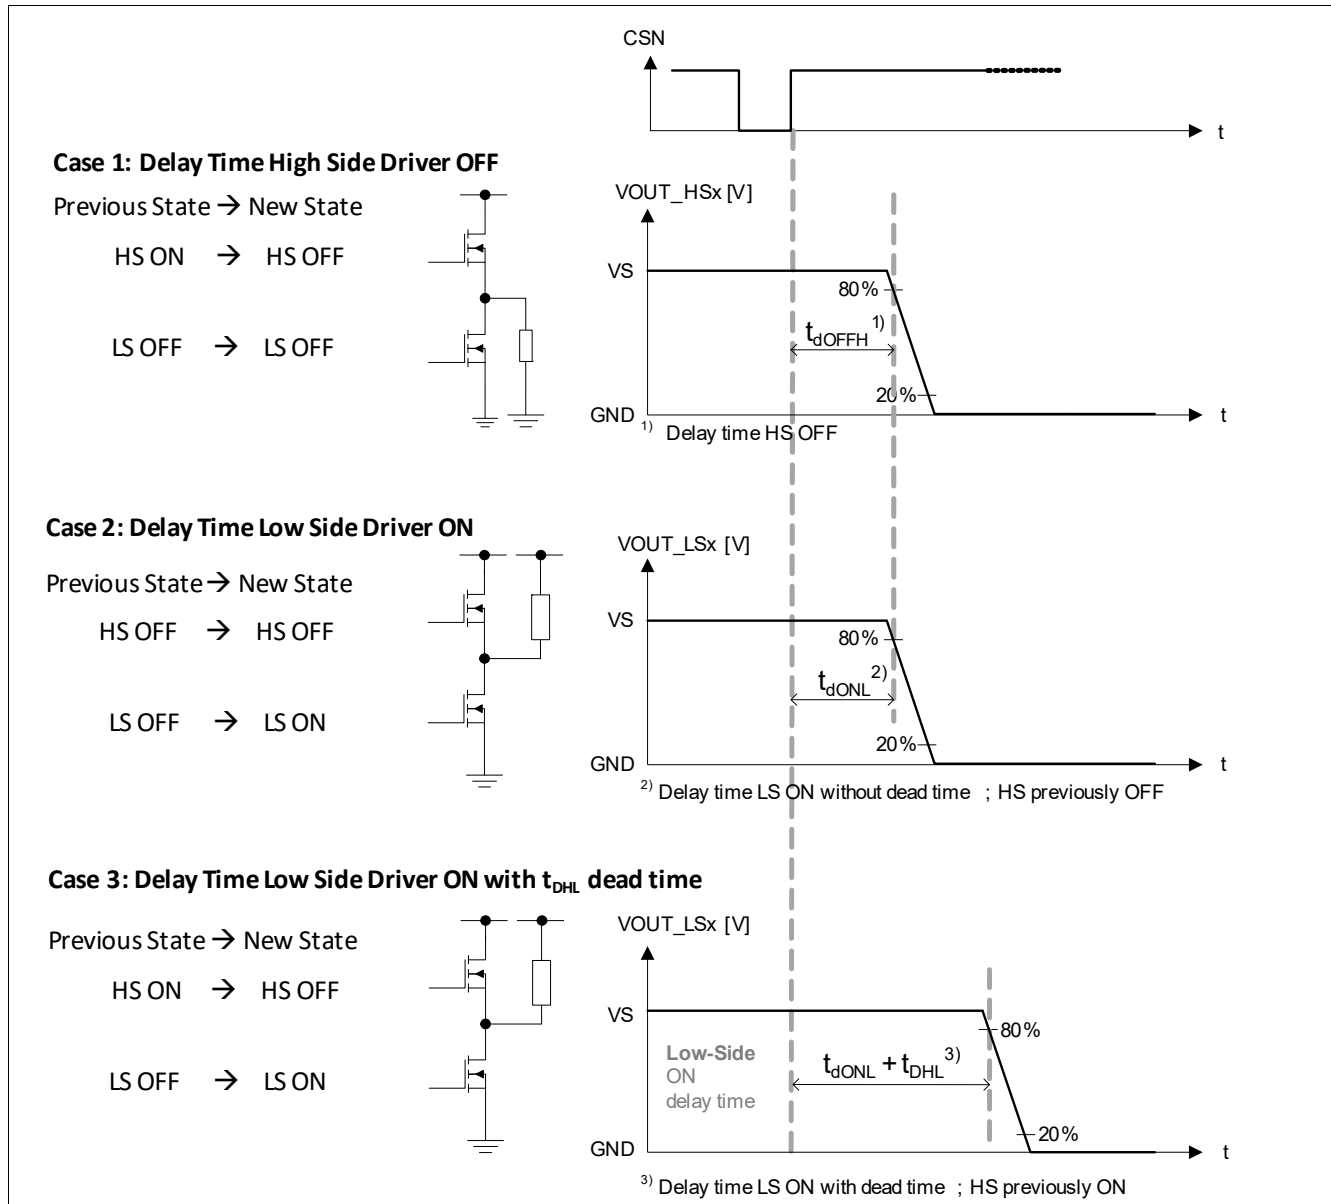 CSN
t
Case 1: Delay Time High Side Driver OFF
Previous State → New State
HS ON → HS OFF
LS OFF → LS OFF
VOUT_HSx [V]
VS
80%
tdOFFH 1)
20%
GND
t
1) Delay time HS OFF
Case 2: Delay Time Low Side Driver ON
Previous State → New State
HS OFF → HS OFF
LS OFF → LS ON
VOUT_LSx [V]
VS
80%
tdONL 2)
20%
GND
t
2) Delay time LS ON without dead time ; HS previously OFF
Case 3: Delay Time Low Side Driver ON with tDHL dead time
Previous State → New State
HS ON → HS OFF
LS OFF → LS ON
VOUT_LSx [V]
VS
80%
Low-Side
ON
delay time
tdONL + tDHL 3)
20%
GND
t
3) Delay time LS ON with dead time ; HS previously ON